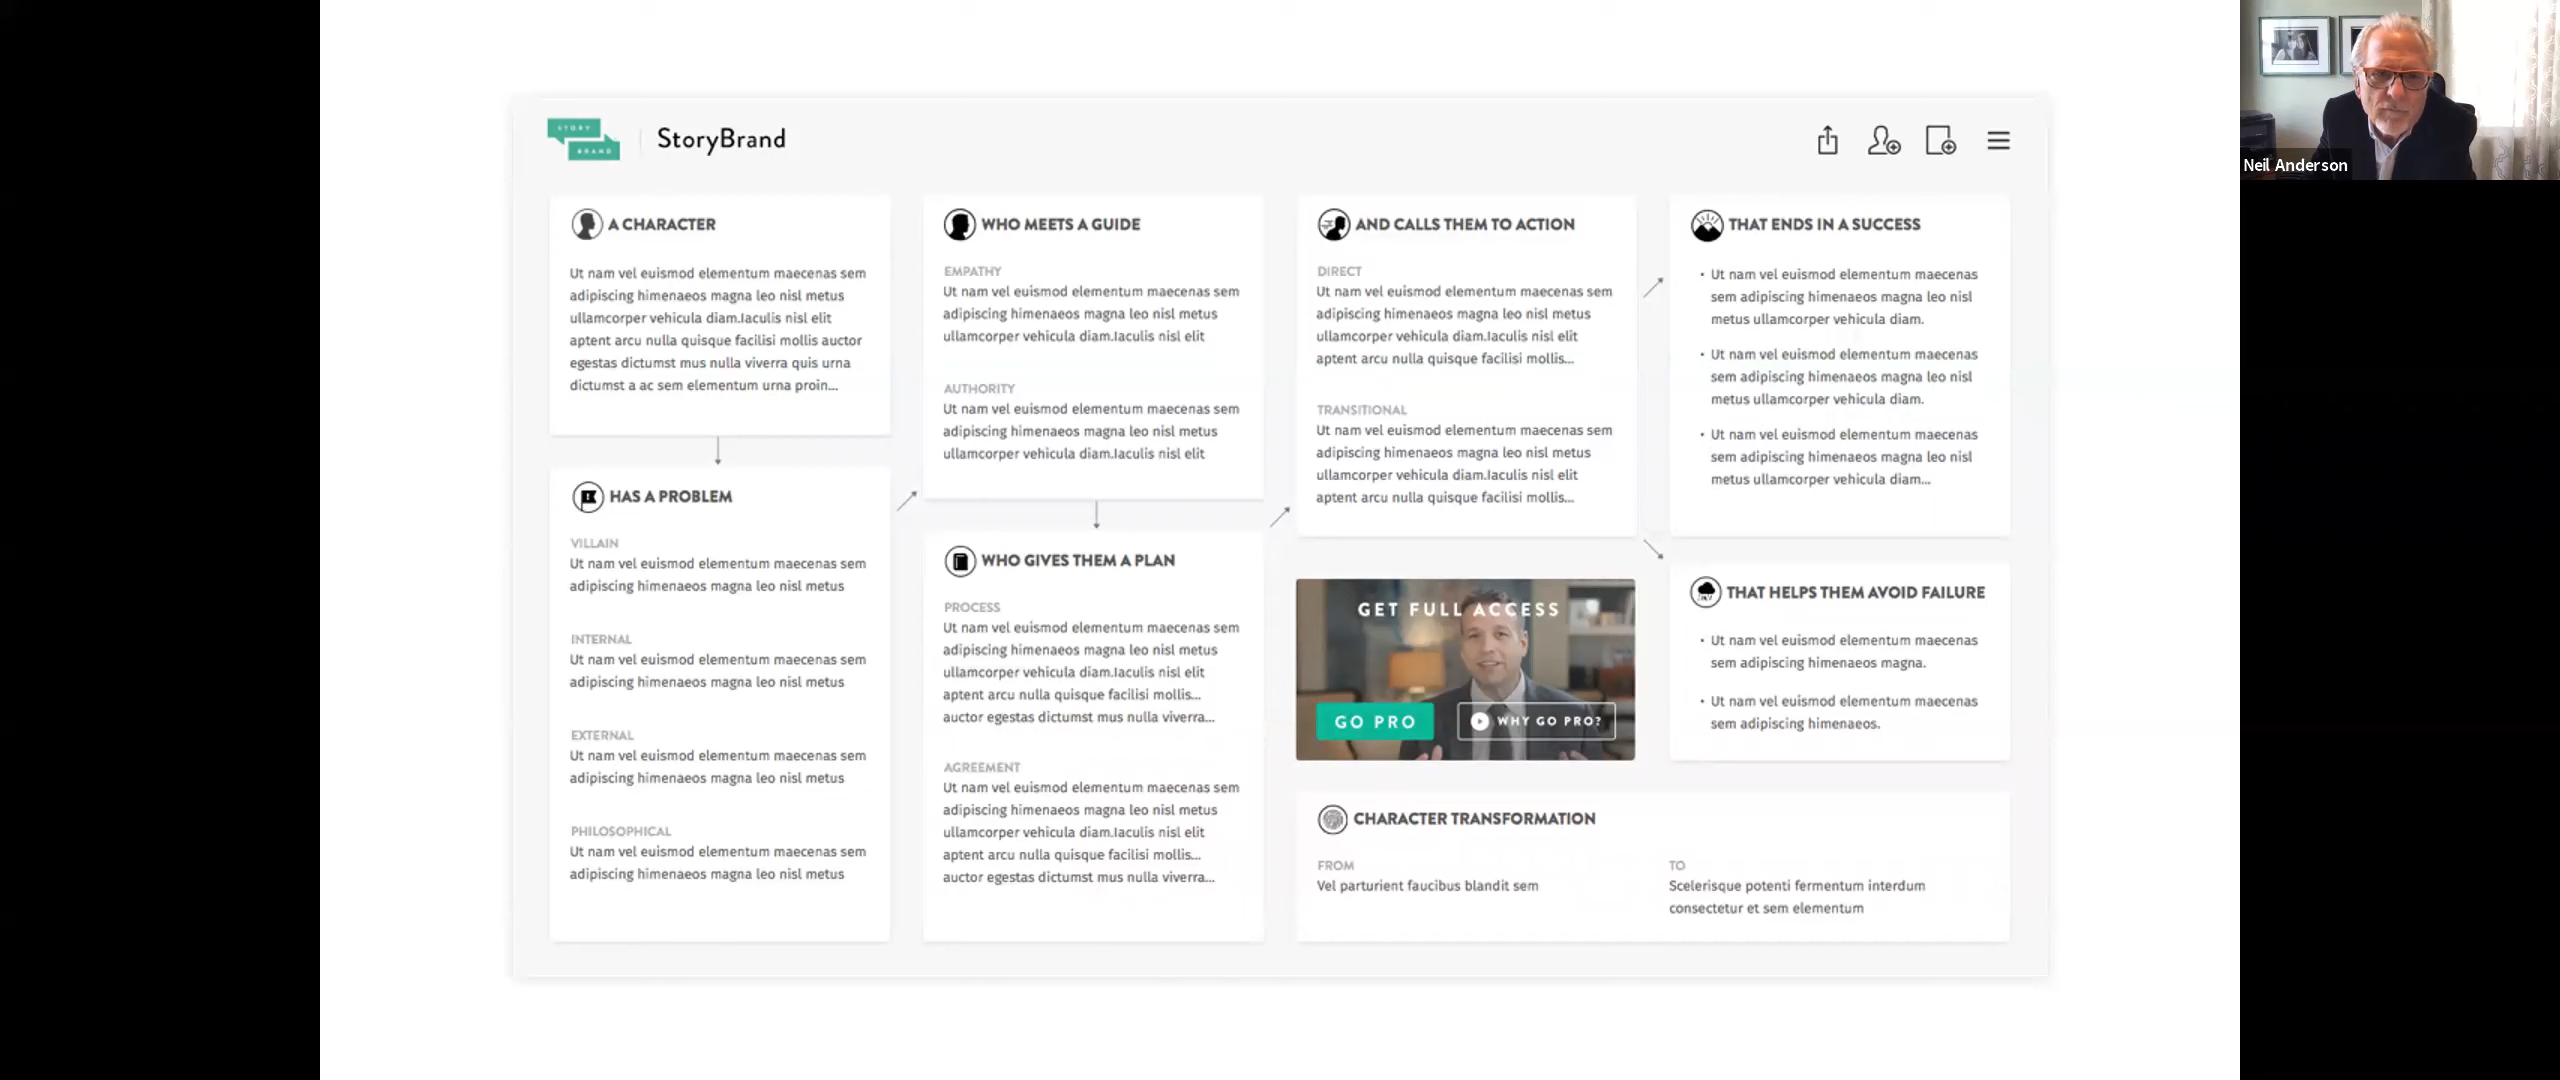 STORY
BRAND
StoryBrand
A CHARACTER
Ut nam vel euismod elementum maecenas sem
adipiscing himenaeos magna leo nisl metus
ullamcorper vehicula diam.Iaculis nisl elit
aptent arcu nulla quisque facilisi mollis auctor
egestas dictumst mus nulla viverra quis urna
dictumst a ac sem elementum urna proin...
HAS A PROBLEM
VILLAIN
Ut nam vel euismod elementum maecenas sem
adipiscing himenaeos magna leo nisl metus
INTERNAL
Ut nam vel euismod elementum maecenas sem
adipiscing himenaeos magna leo nisl metus
EXTERNAL
Ut nam vel euismod elementum maecenas sem
adipiscing himenaeos magna leo nisl metus
PHILOSOPHICAL
Ut nam vel euismod elementum maecenas sem
adipiscing himenaeos magna leo nisl metus
WHO MEETS A GUIDE
EMPATHY
Ut nam vel euismod elementum maecenas sem
adipiscing himenaeos magna leo nisl metus
ullamcorper vehicula diam.Iaculis nisl elit
AUTHORITY
Ut nam vel euismod elementum maecenas sem
adipiscing himenaeos magna leo nisl metus
ullamcorper vehicula diam.Iaculis nisl elit
WHO GIVES THEM A PLAN
PROCESS
Ut nam vel euismod elementum maecenas sem
adipiscing himenaeos magna leo nisl metus
ullamcorper vehicula diam.Iaculis nisl elit
aptent arcu nulla quisque facilisi mollis...
auctor egestas dictumst mus nulla viverra...
AGREEMENT
Ut nam vel euismod elementum maecenas sem
adipiscing himenaeos magna leo nisl metus
ullamcorper vehicula diam.Iaculis nisl elit
aptent arcu nulla quisque facilisi mollis...
auctor egestas dictumst mus nulla viverra...
AND CALLS THEM TO ACTION
DIRECT
Ut nam vel euismod elementum maecenas sem
adipiscing himenaeos magna leo nisl metus
ullamcorper vehicula diam.Iaculis nisl elit
aptent arcu nulla quisque facilisi mollis...
TRANSITIONAL
Ut nam vel euismod elementum maecenas sem
adipiscing himenaeos magna leo nisl metus
ullamcorper vehicula diam.Iaculis nisl elit
aptent arcu nulla quisque facilisi mollis...
GET FULL ACCESS
GO PRO
WHY GO PRO?
THAT ENDS IN A SUCCESS
• Ut nam vel euismod elementum maecenas
sem adipiscing himenaeos magna leo nisl
metus ullamcorper vehicula diam.
• Ut nam vel euismod elementum maecenas
sem adipiscing himenaeos magna leo nisl
metus ullamcorper vehicula diam.
• Ut nam vel euismod elementum maecenas
sem adipiscing himenaeos magna leo nisl
metus ullamcorper vehicula diam...
THAT HELPS THEM AVOID FAILURE
• Ut nam vel euismod elementum maecenas
sem adipiscing himenaeos magna.
• Ut nam vel euismod elementum maecenas
sem adipiscing himenaeos.
CHARACTER TRANSFORMATION
FROM
Vel parturient faucibus blandit sem
TO
Scelerisque potenti fermentum interdum
consectetur et sem elementum
Neil Anderson